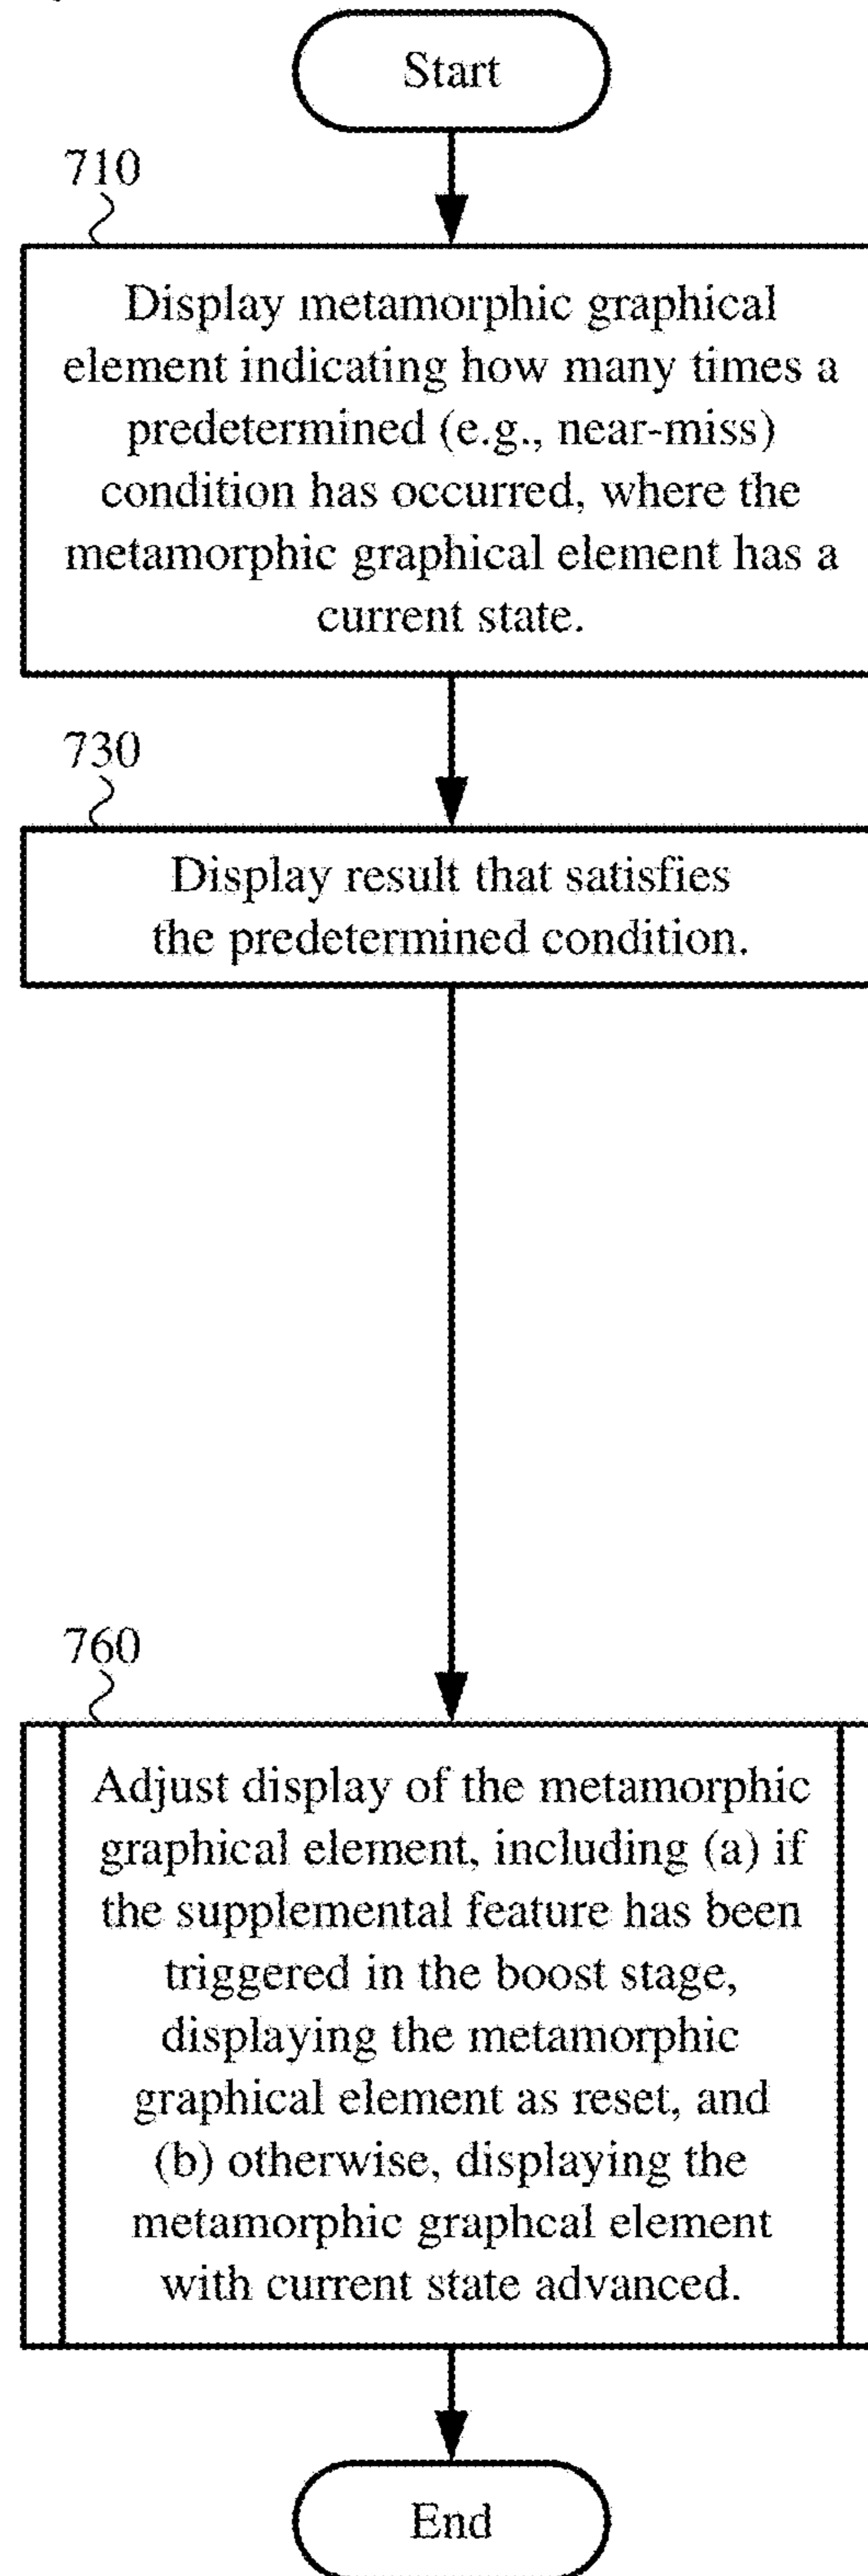 Start
710
Display metamorphic graphical
element indicating how many times a
predetermined (e.g., near-miss)
condition has occurred, where the
metamorphic graphical element has a
current state.
730
Display result that satisfies
the predetermined condition.
760
Adjust display of the metamorphic
graphical element, including (a) if
the supplemental feature has been
triggered in the boost stage,
displaying the metamorphic
graphical element as reset, and
(b) otherwise, displaying the
metamorphic graphcal element
with current state advanced.
End